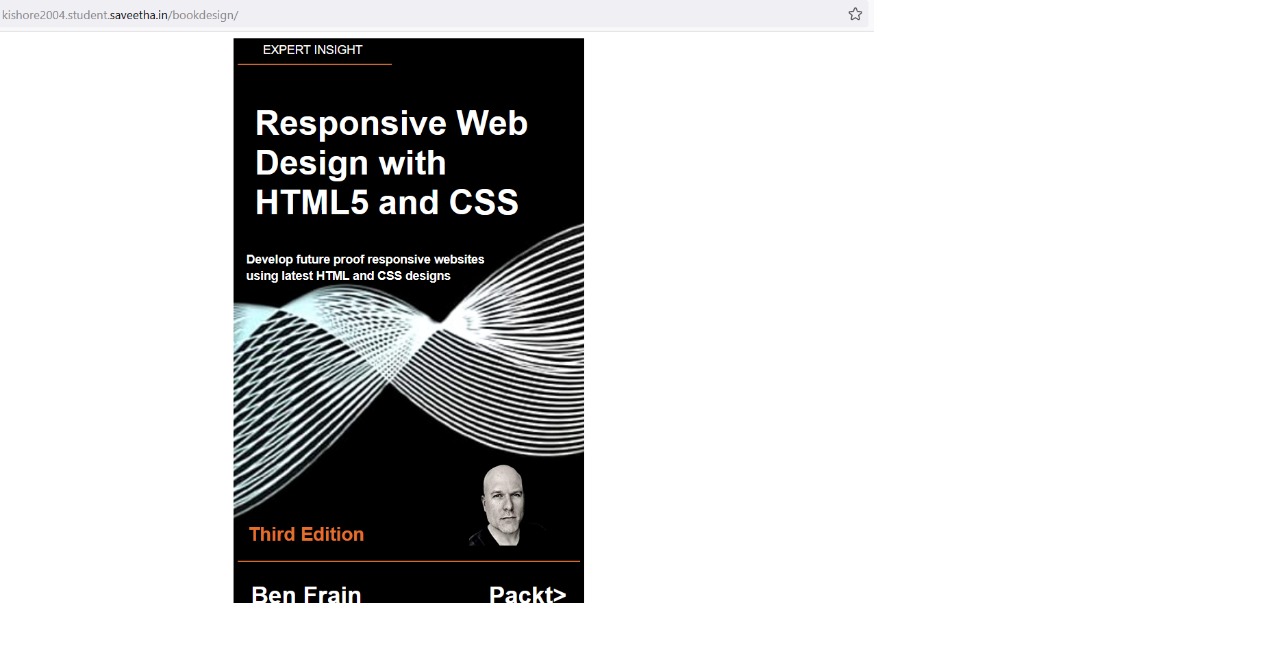 kishore2004.student.saveetha.in/bookdesign/
EXPERT INSIGHT
Responsive Web
Design with
HTML5 and CSS
Develop future proof responsive websites
using latest HTML and CSS designs
Third Edition
Ben Frain
Packt>